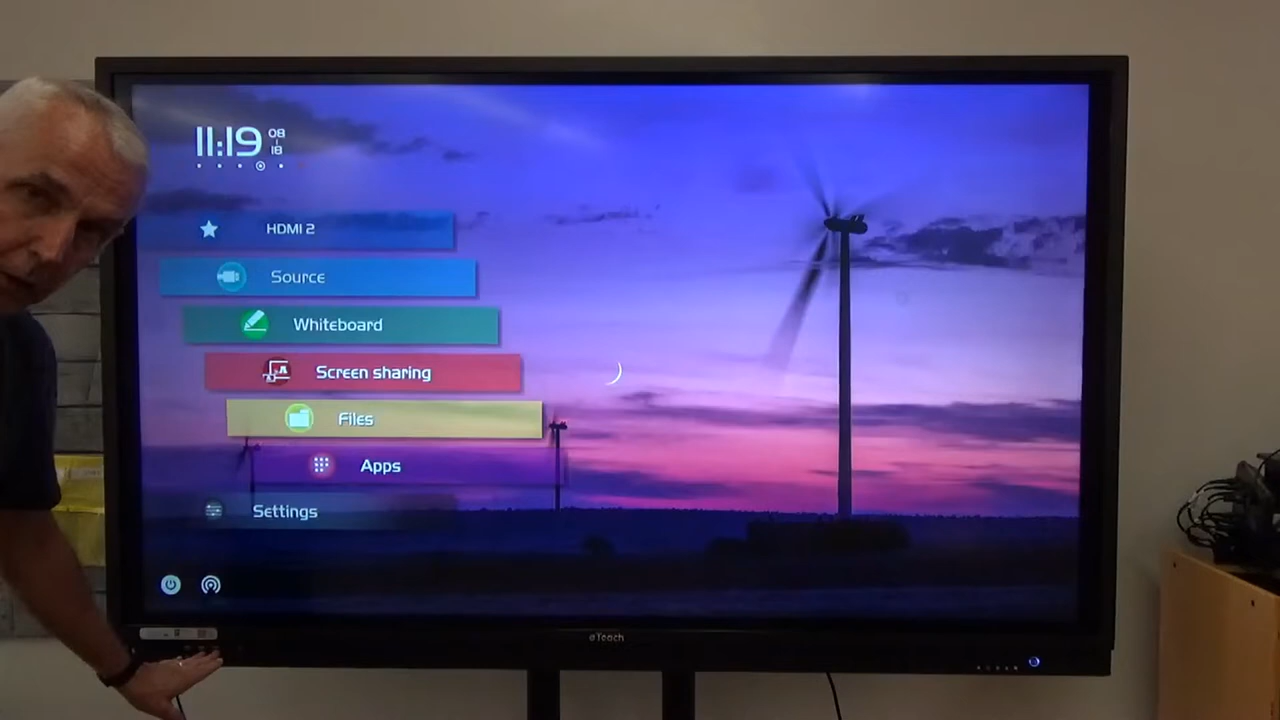 11:19 08
18
HDMI 2
Source
Whiteboard
Screen sharing
Files
Apps
Settings
eTeach